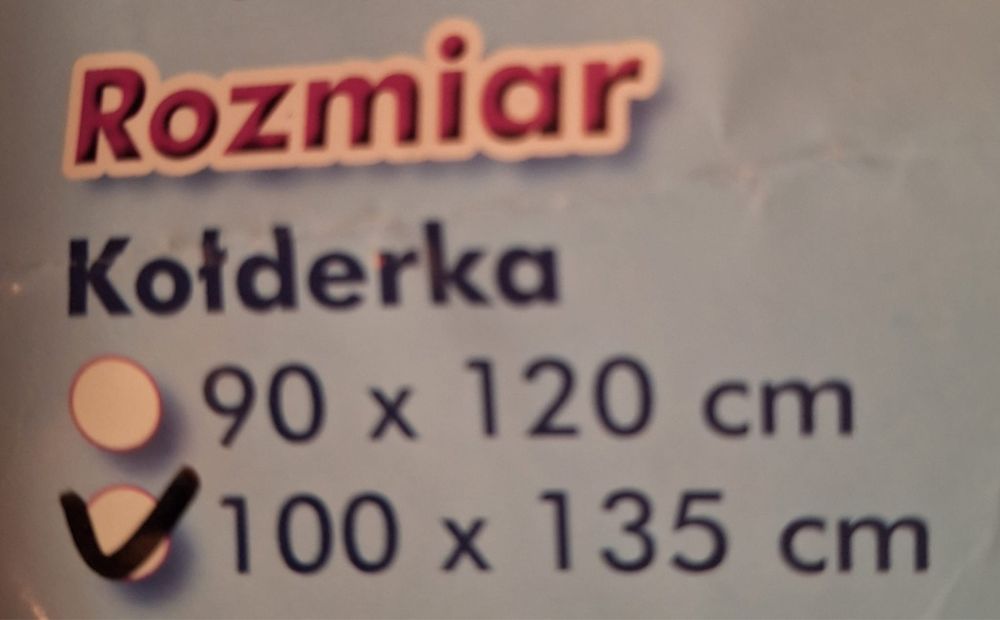 Rozmiar
Kołderka
90 x 120 cm
100 x 135 cm